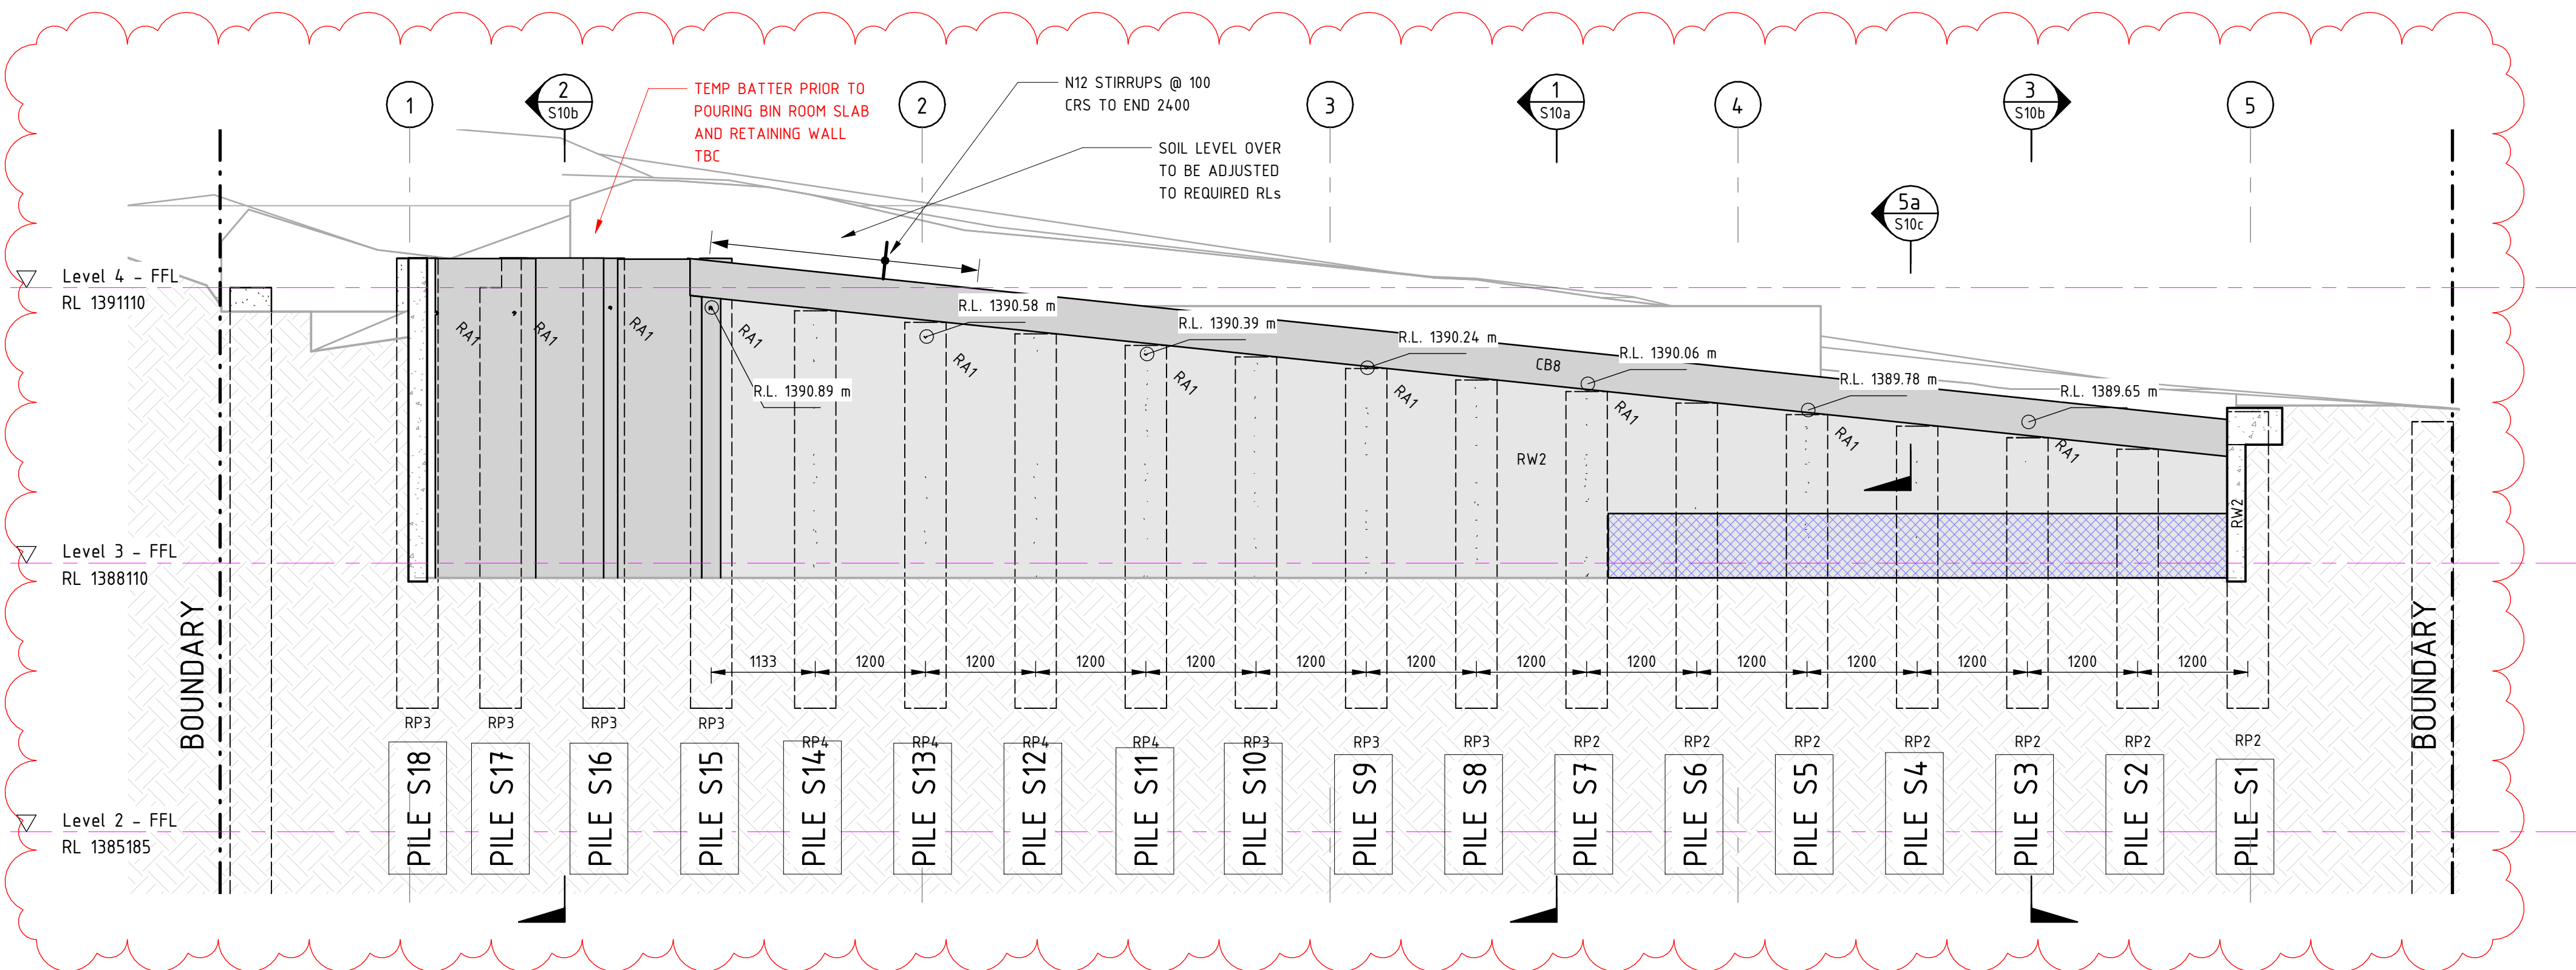 1
2
S10b
TEMP BATTER PRIOR TO
POURING BIN ROOM SLAB
AND RETAINING WALL
TBC
2
N12 STIRRUPS @ 100
CRS TO END 2400
SOIL LEVEL OVER
TO BE ADJUSTED
TO REQUIRED RLs
3
1
S10a
4
5a
S10c
3
S10b
5
Level 4 - FFL
RL 1391110
Level 3 - FFL
RL 1388110
Level 2 - FFL
RL 1385185
BOUNDARY
RA1
RA1
RA1
RA1
R.L. 1390.89 m
R.L. 1390.58 m
RA1
R.L. 1390.39 m
RA1
R.L. 1390.24 m
RA1
CB8
R.L. 1390.06 m
RA1
RW2
R.L. 1389.78 m
RA1
R.L. 1389.65 m
RA1
RW2
BOUNDARY
1133
1200
1200
1200
1200
1200
1200
1200
1200
1200
1200
1200
1200
1200
RP3
RP3
RP3
RP3
RP4
RP4
RP4
RP4
RP3
RP3
RP3
RP2
RP2
RP2
RP2
RP2
RP2
RP2
PILE S18
PILE S17
PILE S16
PILE S15
PILE S14
PILE S13
PILE S12
PILE S11
PILE S10
PILE S9
PILE S8
PILE S7
PILE S6
PILE S5
PILE S4
PILE S3
PILE S2
PILE S1